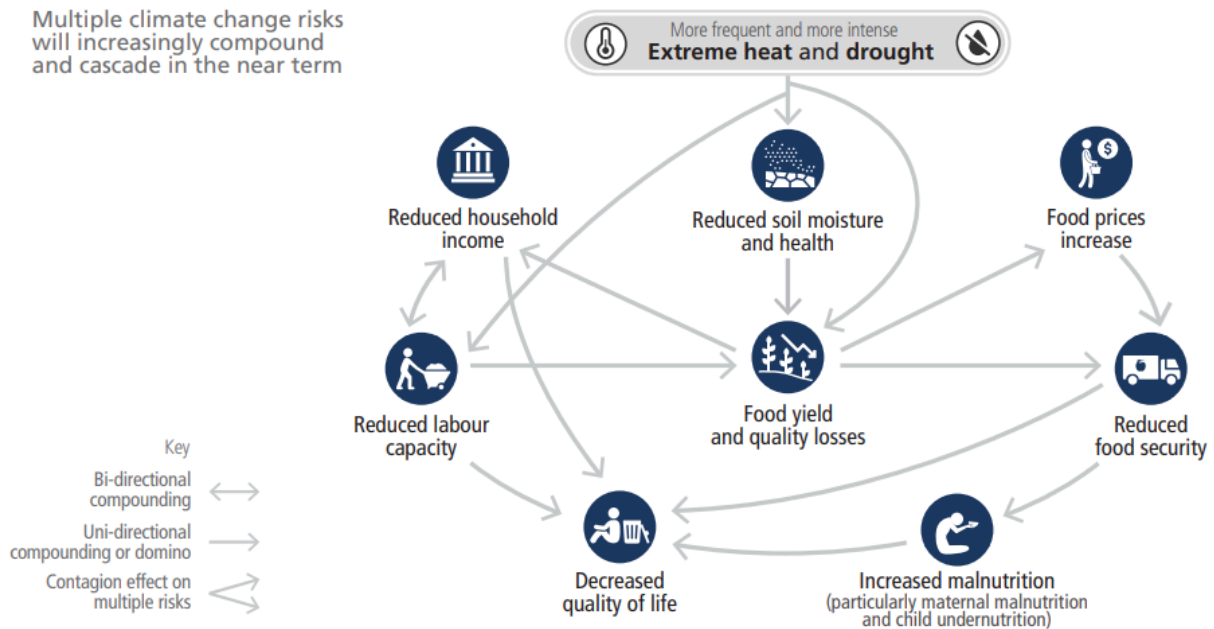 Multiple climate change risks
will increasingly compound
and cascade in the near term
More frequent and more intense
Extreme heat and drought
Reduced household
income
Reduced soil moisture
and health
$
Food prices
increase
Reduced labour
capacity
Food yield
and quality losses
Reduced
food security
Decreased
quality of life
Increased malnutrition
(particularly maternal malnutrition
and child undernutrition)
Key
Bi-directional
compounding
Uni-directional
compounding or domino
Contagion effect on
multiple risks